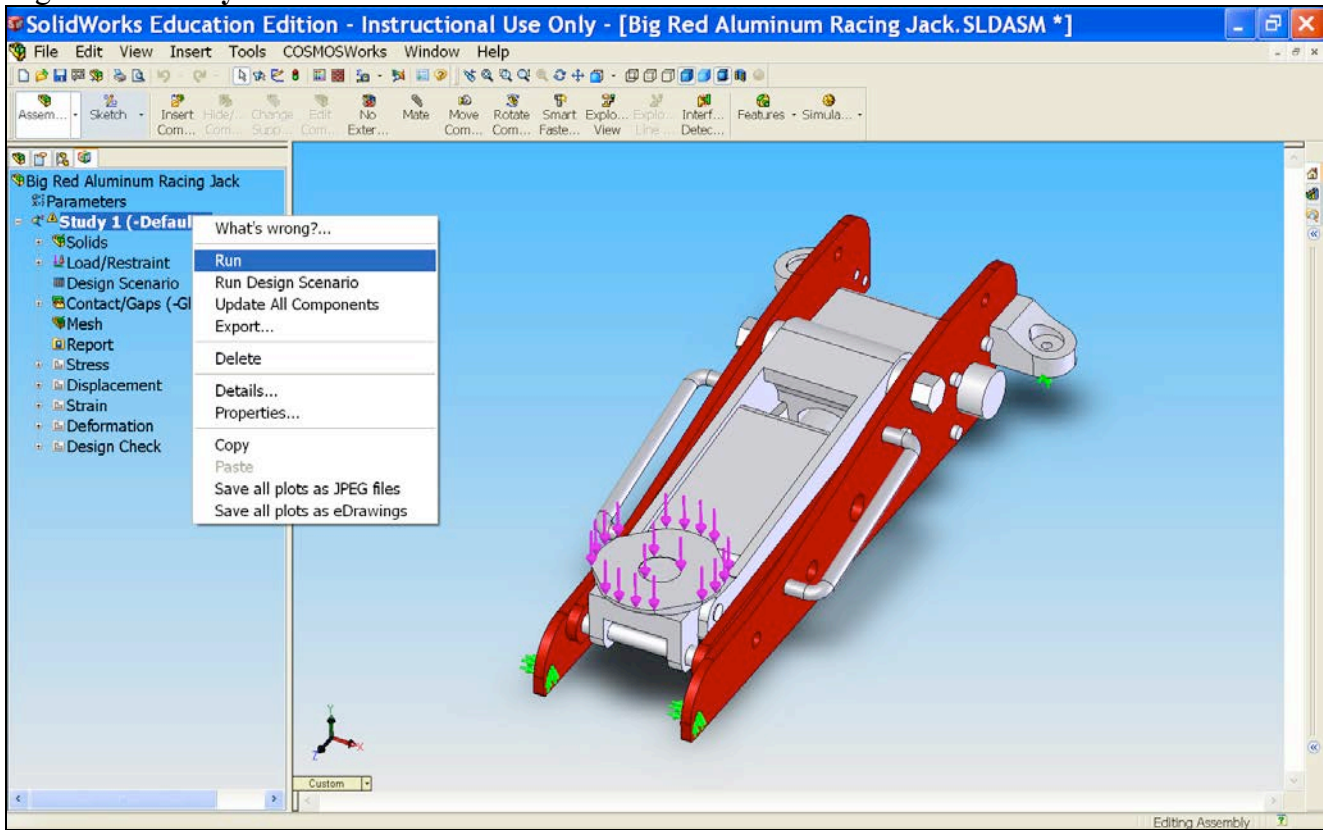 SolidWorks Education Edition - Instructional Use Only - [Big Red Aluminum Racing Jack.SLDASM *]
File Edit View Insert Tools COSMOSWorks Window Help
Assem... Sketch Insert Com... Hide/... Com... Change Supp... Edit Com... No Exter... Mate Move Com... Rotate Com... Smart Faste... Explo... View Explo... Line ... Interf... Detec... Features Simula...
Big Red Aluminum Racing Jack
Parameters
Study 1 (-Defaul
Solids
Load/Restraint
Design Scenario
Contact/Gaps (-Gl
Mesh
Report
Stress
Displacement
Strain
Deformation
Design Check
What's wrong?...
Run
Run Design Scenario
Update All Components
Export...
Delete
Details...
Properties...
Copy
Paste
Save all plots as JPEG files
Save all plots as eDrawings
Y
X
Z
Custom
Editing Assembly